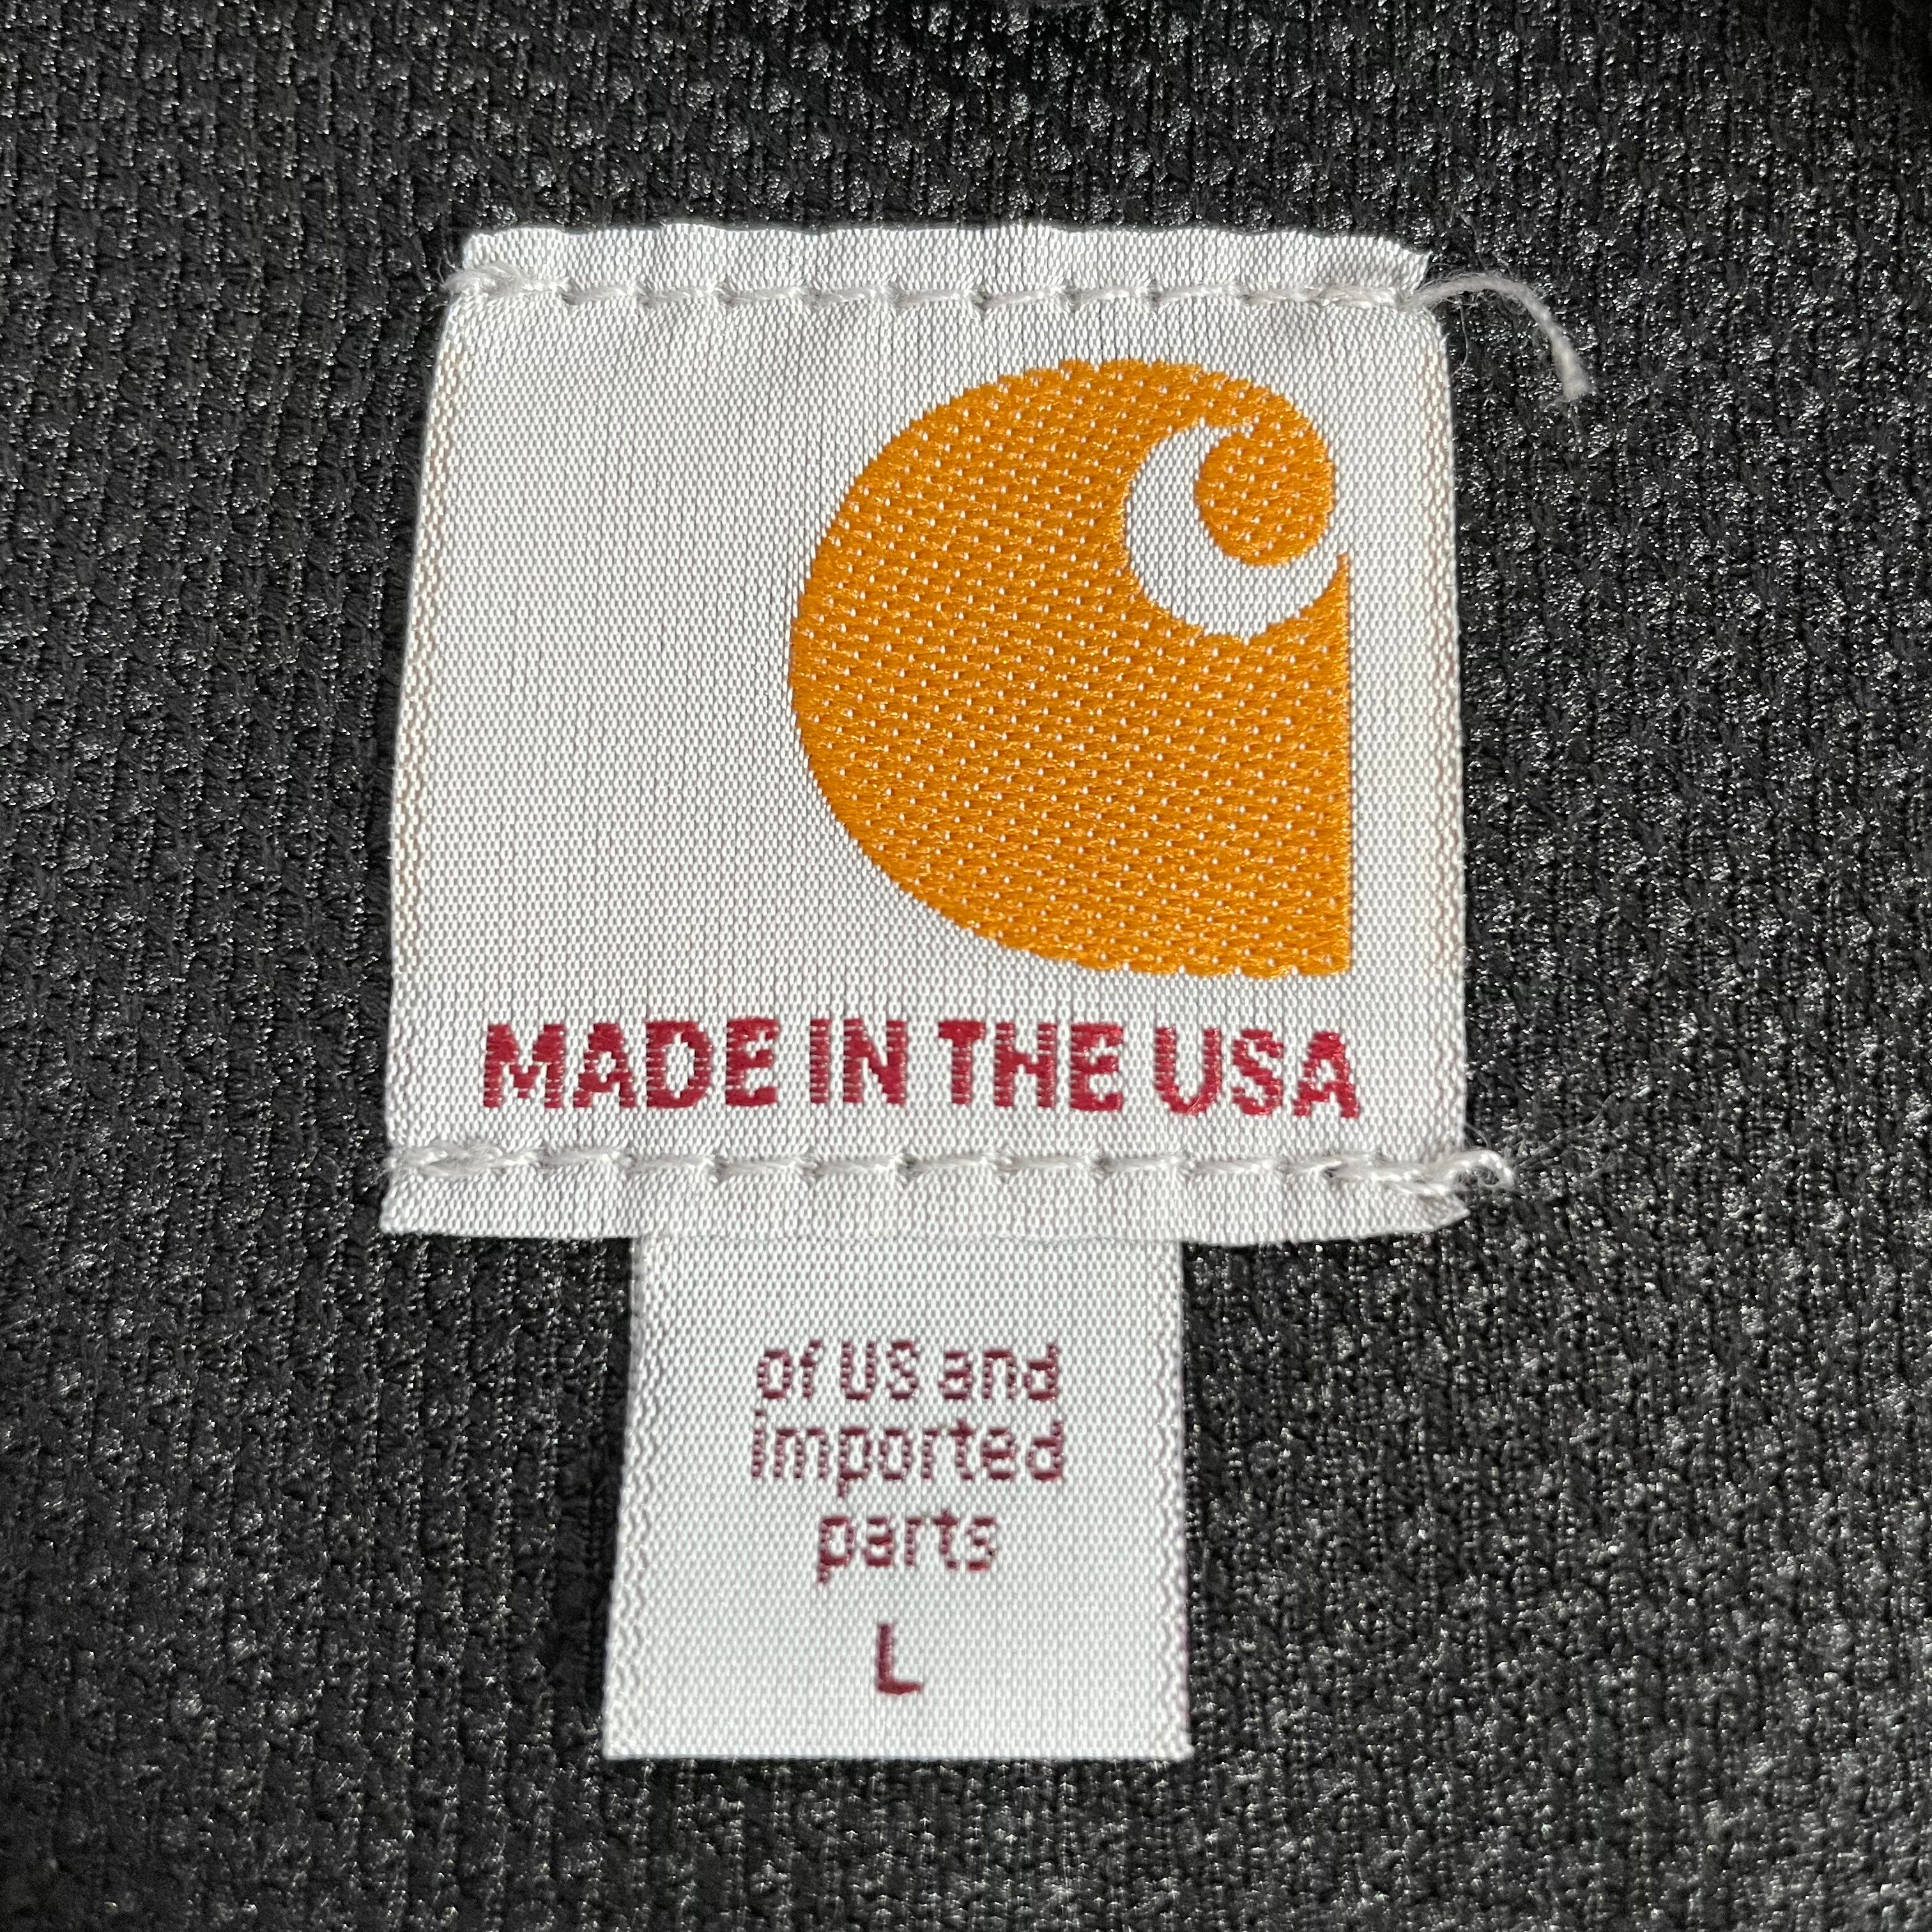 MADE IN THE USA
of US and
imported
parts
L